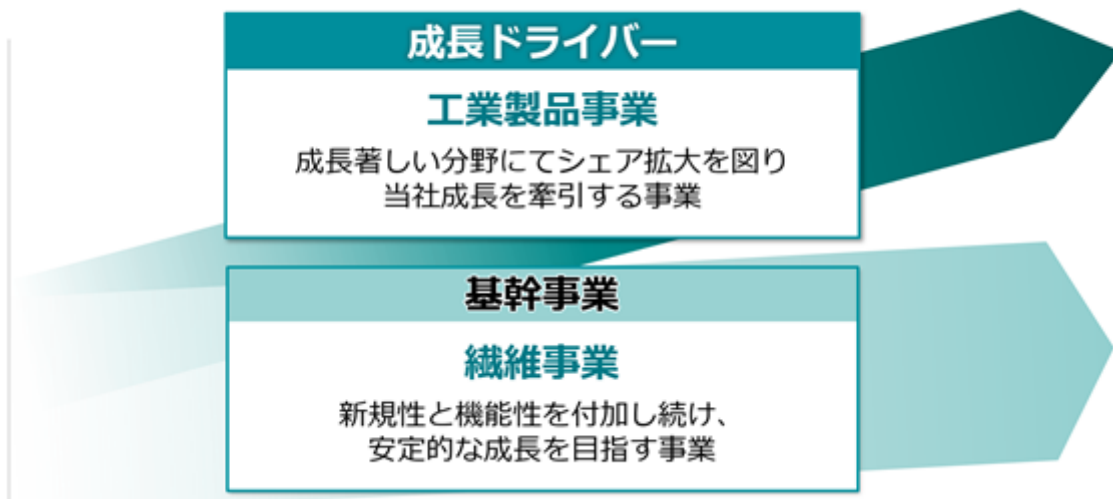 成長ドライバー
工業製品事業
成長著しい分野にてシェア拡大を図り
当社成長を牽引する事業
基幹事業
繊維事業
新規性と機能性を付加し続け、
安定的な成長を目指す事業